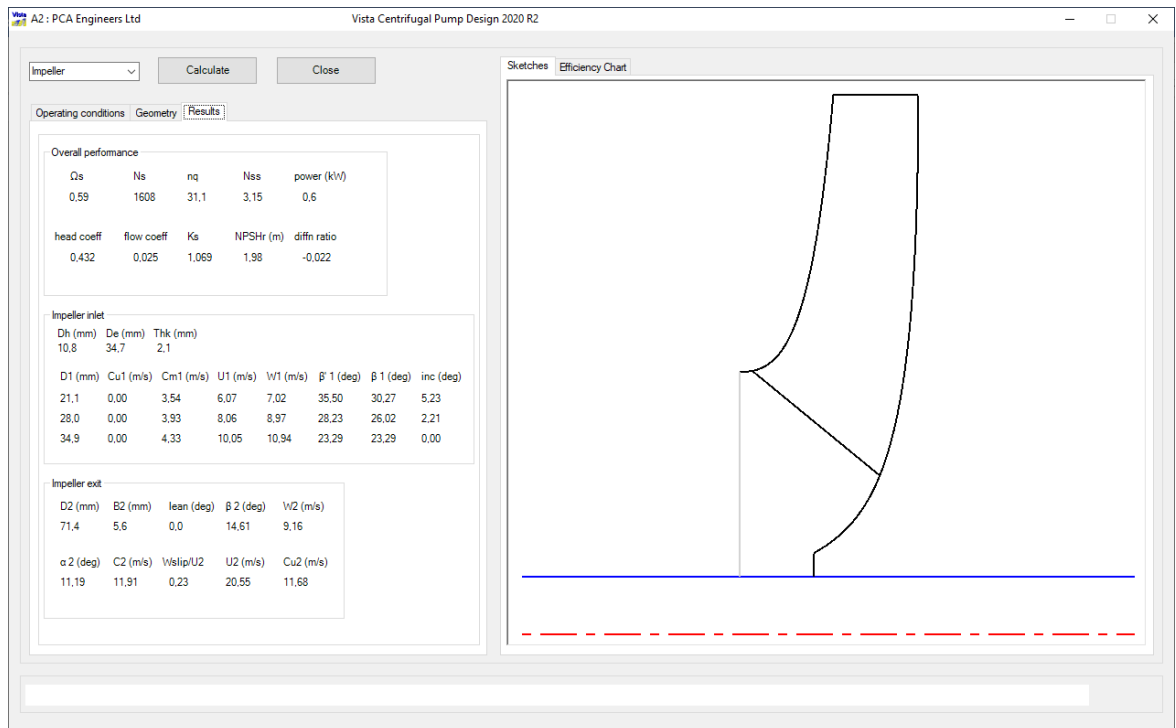 A2 : PCA Engineers Ltd
Vista Centrifugal Pump Design 2020 R2
Impeller
Calculate
Close
Operating conditions Geometry Results
Overall performance
Ωs Ns nq Nss power (kW)
0,59 1608 31,1 3,15 0,6
head coeff flow coeff Ks NPSHr (m) diffn ratio
0,432 0,025 1,069 1,98 -0,022
Impeller inlet
Dh (mm) De (mm) Thk (mm)
10,8 34,7 2,1
D1 (mm) Cu1 (m/s) Cm1 (m/s) U1 (m/s) W1 (m/s) β' 1 (deg) β 1 (deg) inc (deg)
21,1 0,00 3,54 6,07 7,02 35,50 30,27 5,23
28,0 0,00 3,93 8,06 8,97 28,23 26,02 2,21
34,9 0,00 4,33 10,05 10,94 23,29 23,29 0,00
Impeller exit
D2 (mm) B2 (mm) lean (deg) β 2 (deg) W2 (m/s)
71,4 5,6 0,0 14,61 9,16
α 2 (deg) C2 (m/s) Wslip/U2 U2 (m/s) Cu2 (m/s)
11,19 11,91 0,23 20,55 11,68
Sketches Efficiency Chart